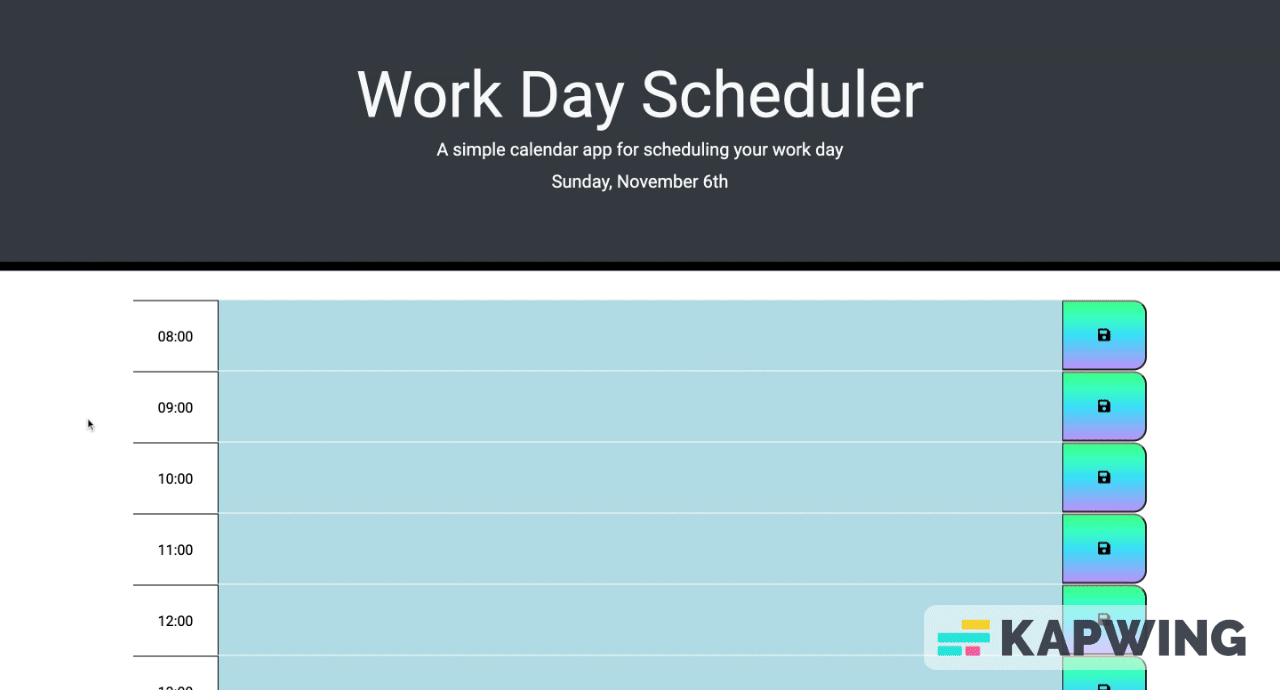 Work Day Scheduler
A simple calendar app for scheduling your work day
Sunday, November 6th
08:00
09:00
10:00
11:00
12:00
KAPWING